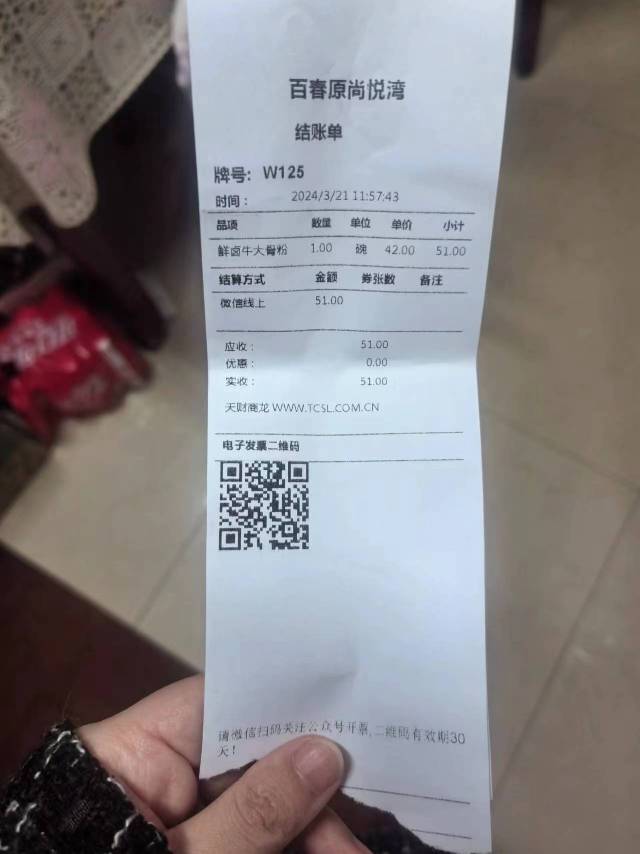 百春原尚悦湾
结账单
牌号: W125
时间: 2024/3/21 11:57:43
品项 数量 单位 单价 小计
鲜卤牛大骨粉 1.00 碗 42.00 51.00
结算方式 金额 券张数 备注
微信线上 51.00
应收: 51.00
优惠: 0.00
实收: 51.00
天财商龙 WWW.TCSL.COM.CN
电子发票二维码
请微信扫码关注公众号开票,二维码有效期30
天!